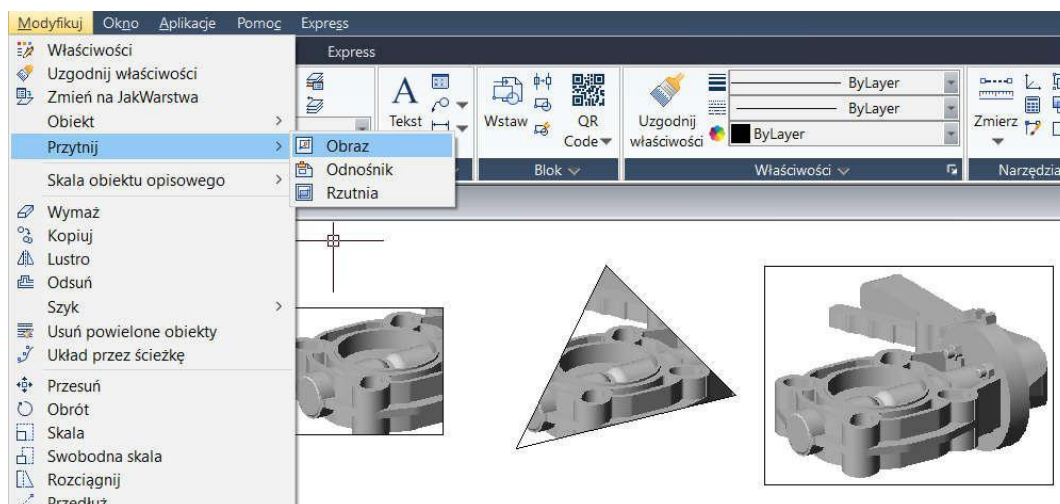 Modyfikuj Okno Aplikacje Pomoc Express
Express
Właściwości
Uzgodnij właściwości
Zmień na JakWarstwa
Obiekt
Przytnij
Skala obiektu opisowego
Wymaż
Kopiuj
Lustro
Odsuń
Szyk
Usuń powielone obiekty
Układ przez ścieżkę
Przesuń
Obrót
Skala
Swobodna skala
Rozciągnij
Przedłuż
Obraz
Odnośnik
Rzutnia
Tekst
Wstaw
QR
Code
Blok
Uzgodnij
właściwości
ByLayer
ByLayer
ByLayer
Właściwości
Zmierz
Narzędzia